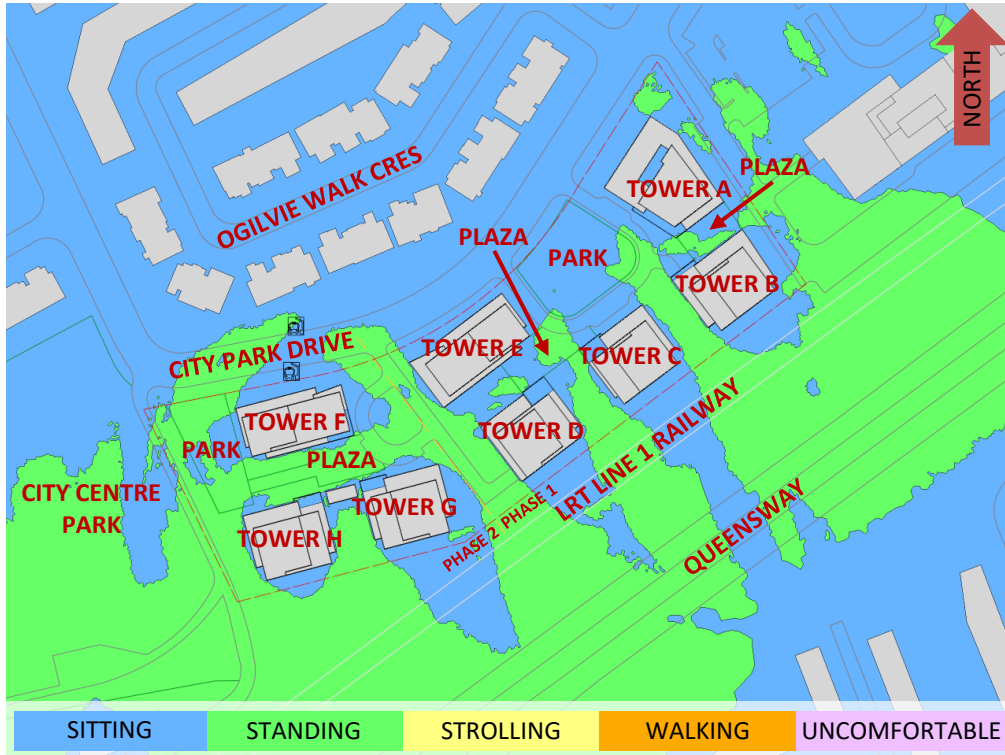 NORTH
TOWER A
PLAZA
OGILVIE WALK CRES
PLAZA
PARK
TOWER B
TOWER E
TOWER C
CITY PARK DRIVE
TOWER F
TOWER D
PARK
PLAZA
LRT LINE 1 RAILWAY
CITY CENTRE
PARK
TOWER G
TOWER H
PHASE 2 PHASE 1
QUEENSWAY
SITTING
STANDING
STROLLING
WALKING
UNCOMFORTABLE